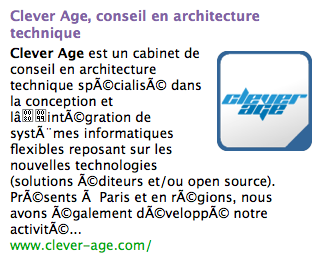 Clever Age, conseil en architecture
technique
Clever Age est un cabinet de
conseil en architecture
technique spÃ©cialisÃ© dans
la conception et
lâintÃ©gration de
systÃ¨mes informatiques
flexibles reposant sur les
nouvelles technologies
(solutions Ã©diteurs et/ou open source).
PrÃ©sents Ã Paris et en rÃ©gions, nous
avons Ã©galement dÃ©veloppÃ© notre
activitÃ©...
www.clever-age.com/
clever
age